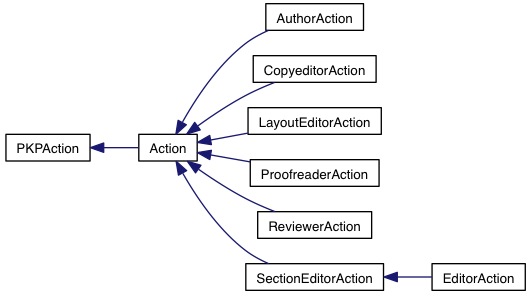 AuthorAction
CopyeditorAction
LayoutEditorAction
PKPAction
Action
ProofreaderAction
ReviewerAction
SectionEditorAction
EditorAction